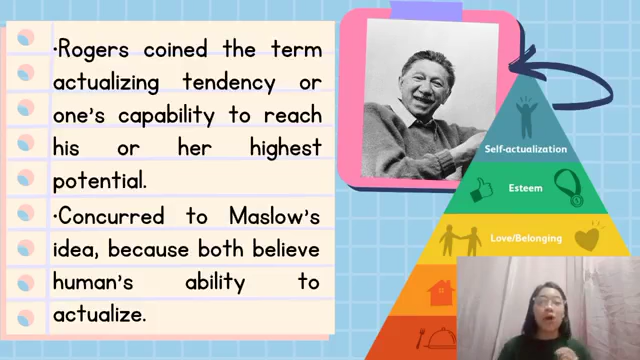 ·Rogers coined the term
actualizing tendency or
one's capability to reach
his or her highest
potential.
·Concurred to Maslow's
idea, because both believe
human's ability to
actualize.
Self-actualization
Esteem
Love/Belonging